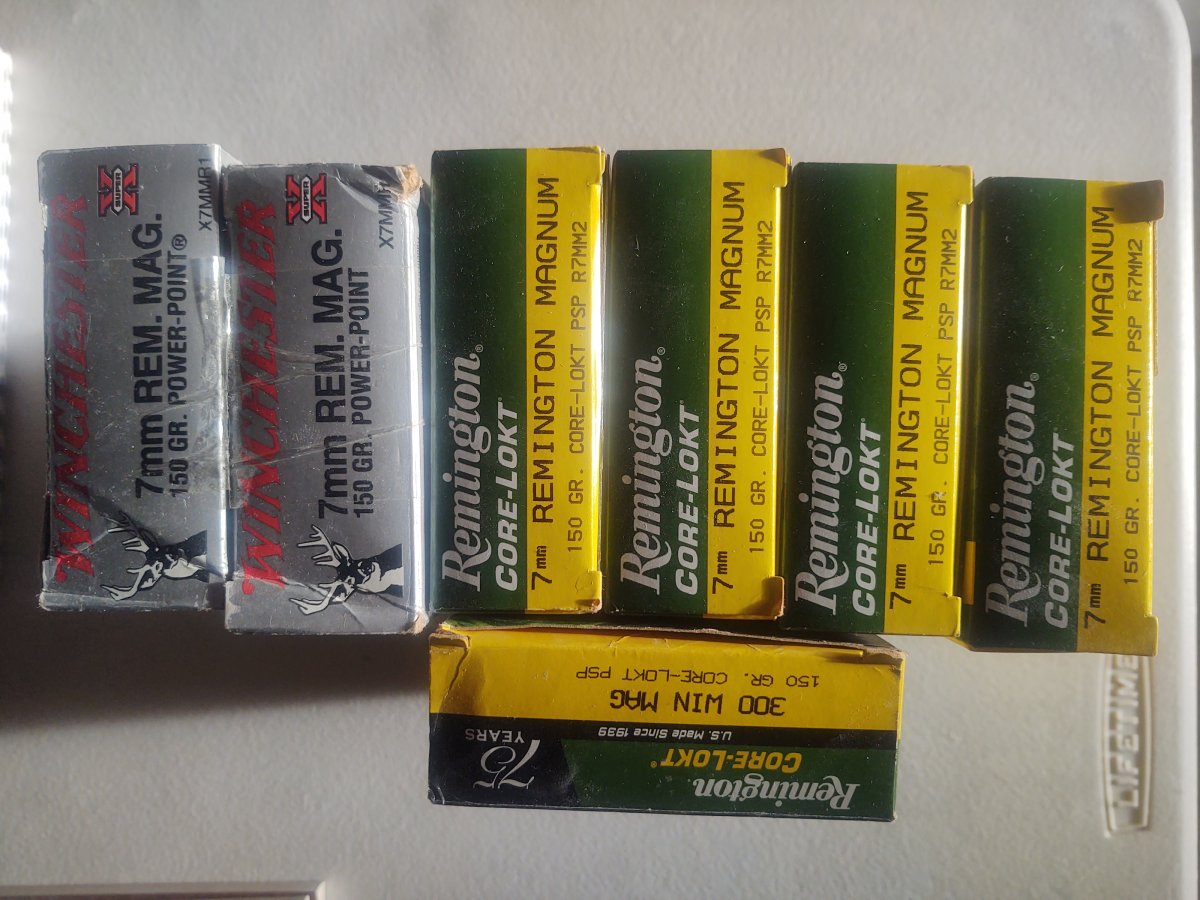 WINCHESTER
SUPER X
7mm REM. MAG.
150 GR. POWER-POINT®
X7MMR1
WINCHESTER
SUPER X
7mm REM. MAG.
150 GR. POWER-POINT
Remington®
CORE-LOKT
7mm REMINGTON MAGNUM
150 GR. CORE-LOKT PSP R7MM2
Remington®
CORE-LOKT
7mm REMINGTON MAGNUM
150 GR. CORE-LOKT PSP R7MM2
Remington®
CORE-LOKT
7mm REMINGTON MAGNUM
150 GR. CORE-LOKT PSP R7MM2
Remington®
CORE-LOKT
7mm REMINGTON MAGNUM
150 GR. CORE-LOKT PSP R7MM2
Remington
CORE-LOKT®
75 YEARS
U.S. Made Since 1939
300 WIN MAG
150 GR. CORE-LOKT PSP
LIFETIME